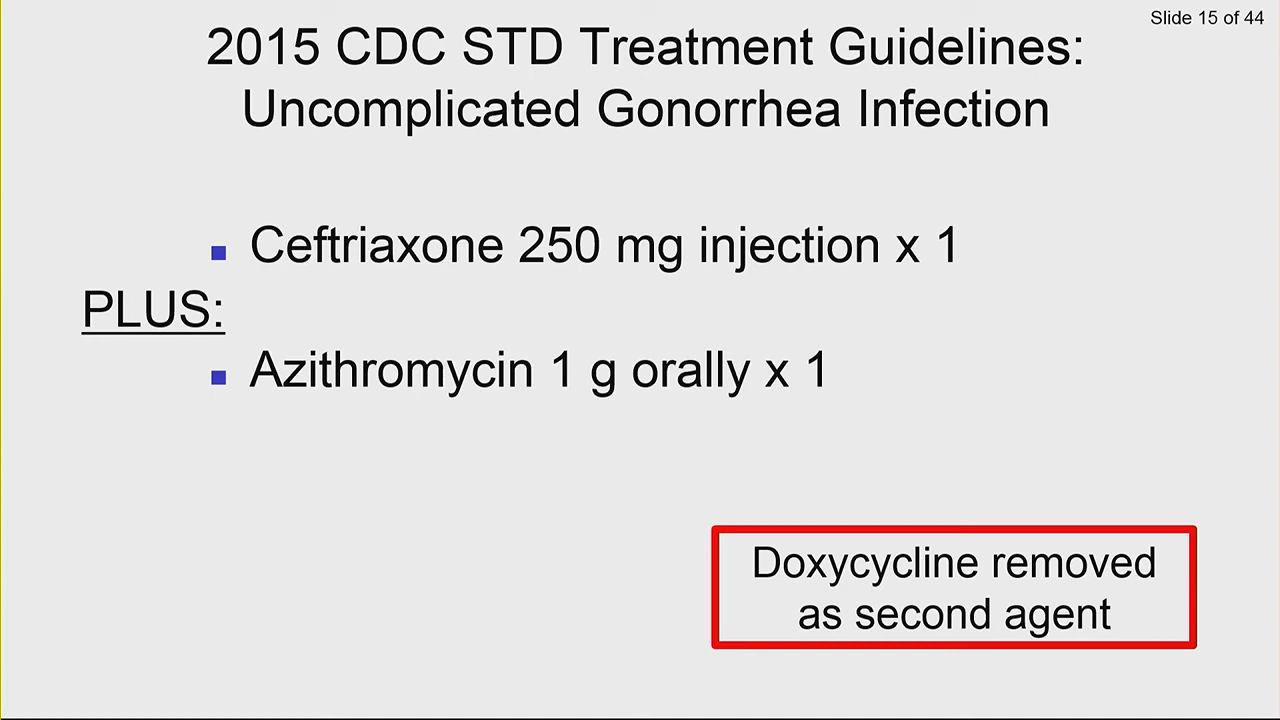 Slide 15 of 44
2015 CDC STD Treatment Guidelines:
Uncomplicated Gonorrhea Infection
Ceftriaxone 250 mg injection x 1
PLUS:
Azithromycin 1 g orally x 1
Doxycycline removed
as second agent